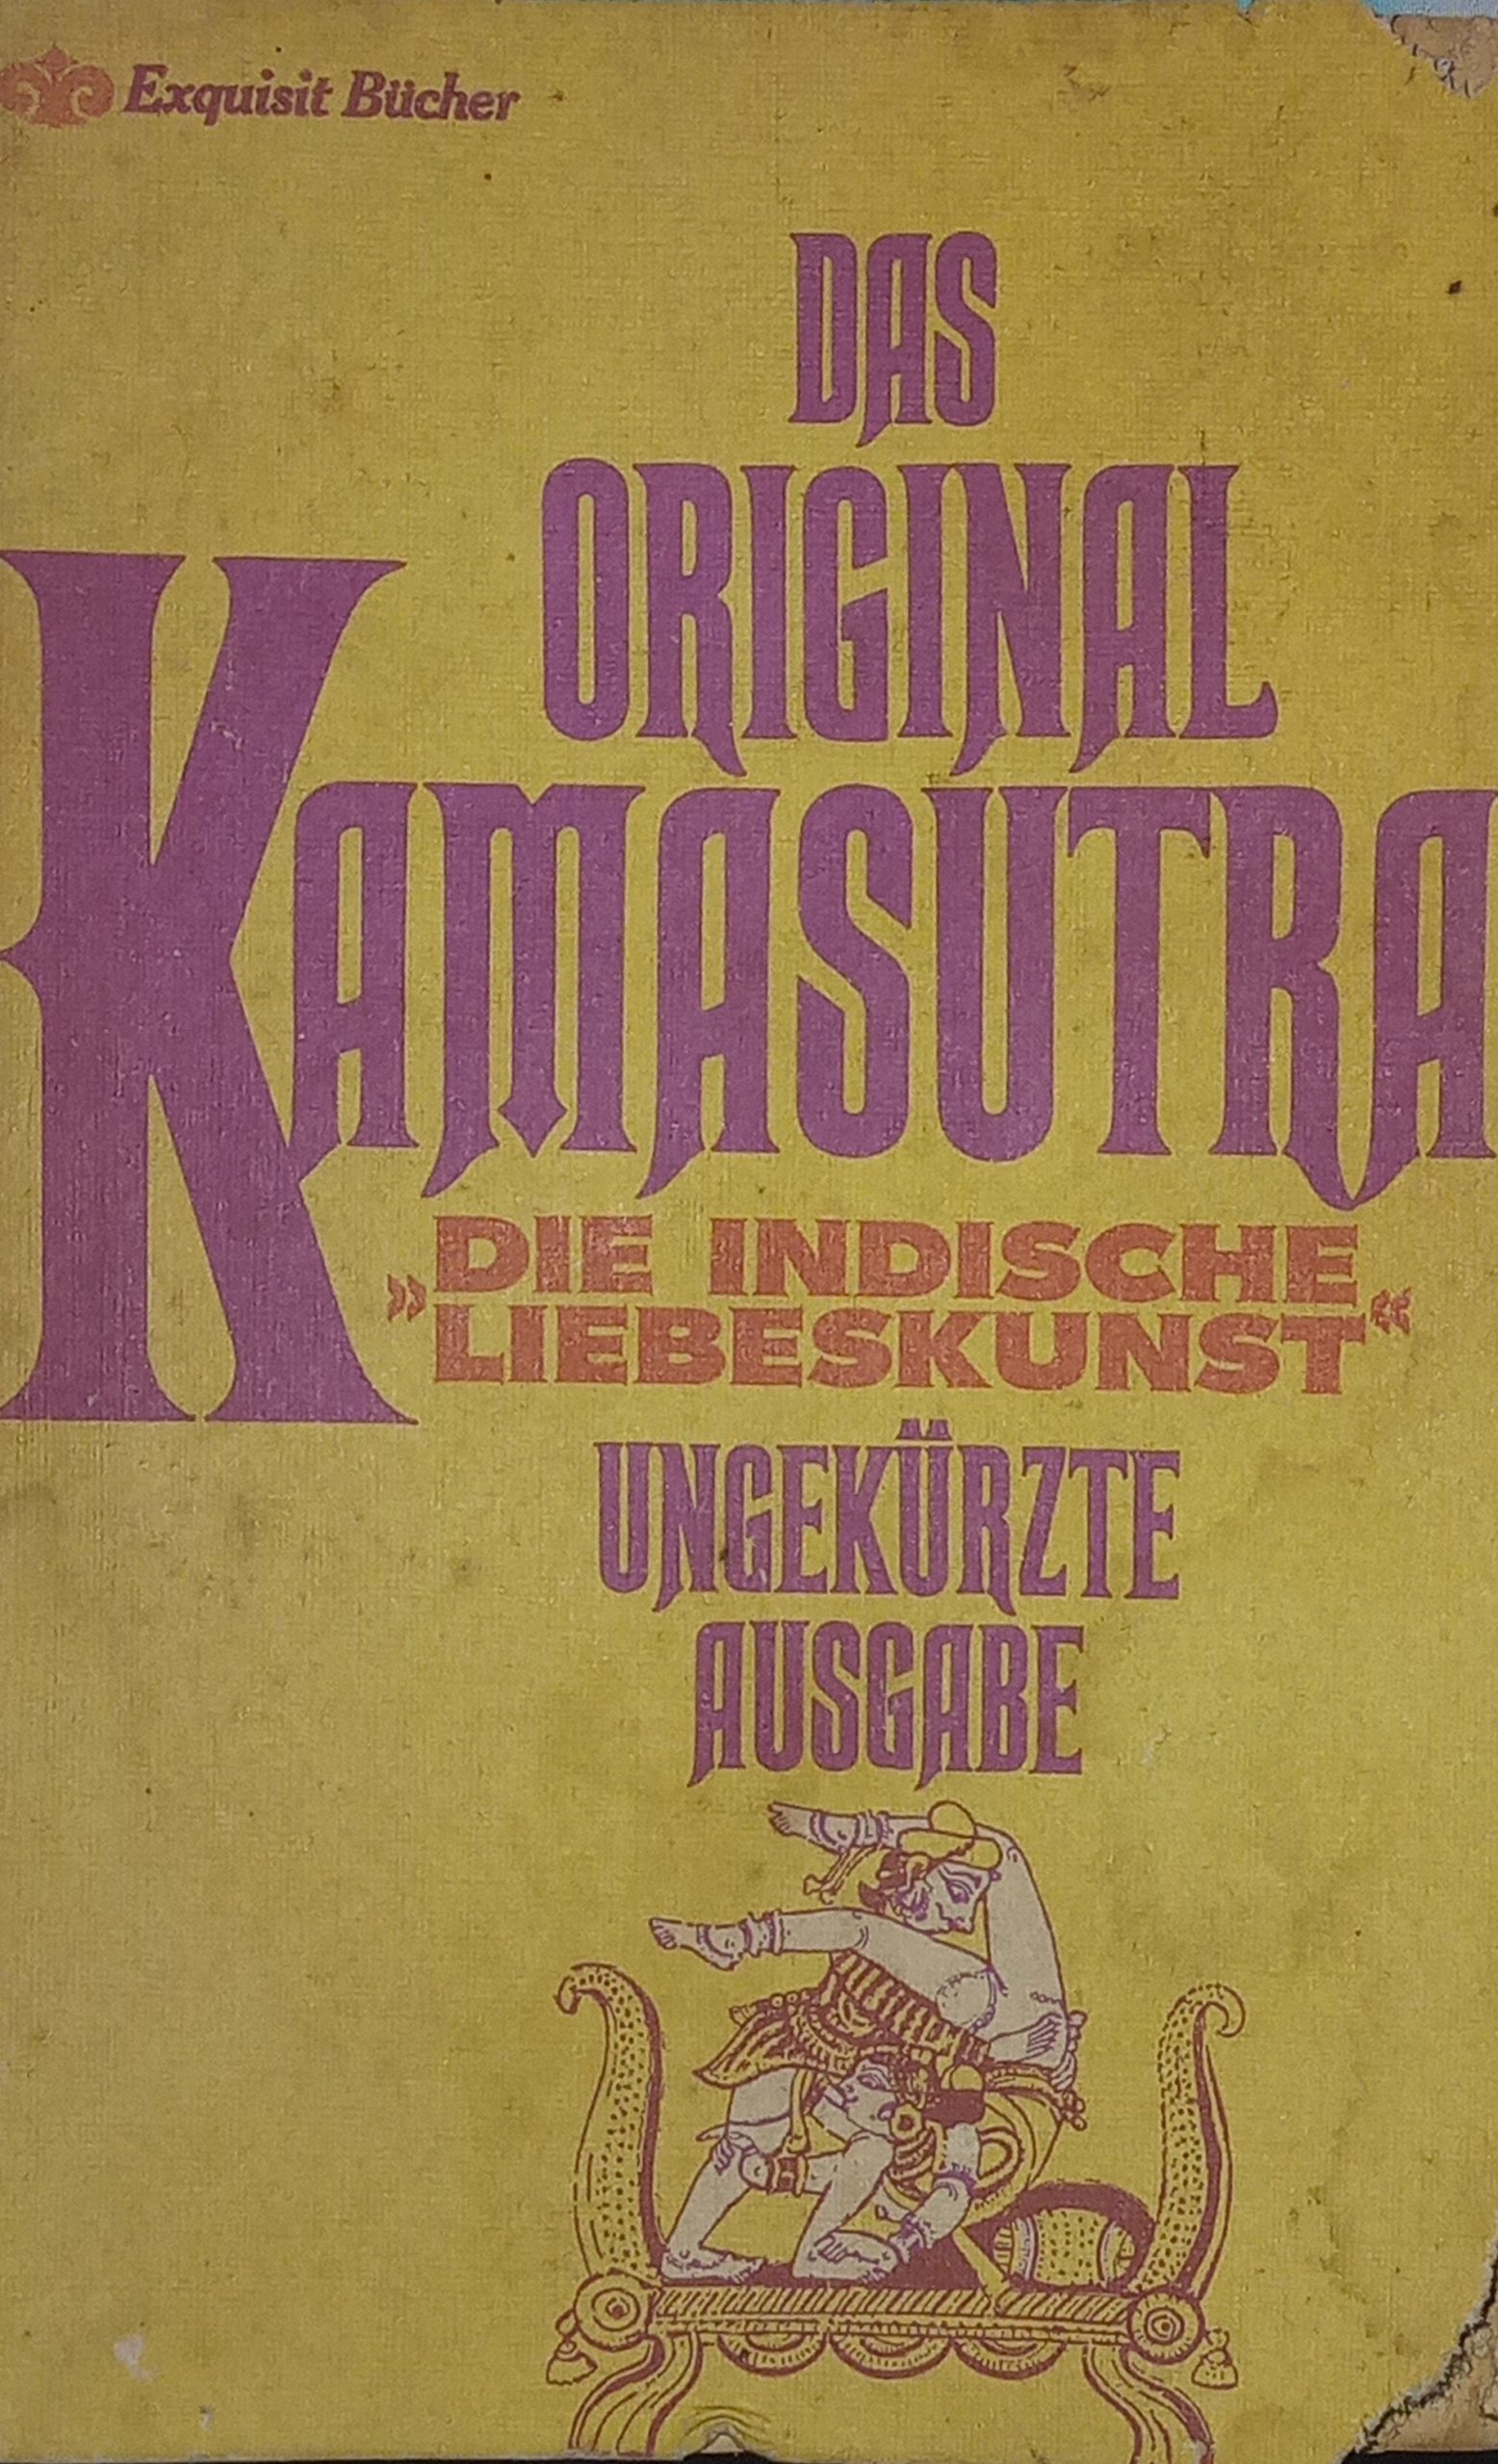 Exquisit Bücher
DAS
ORIGINAL
KAMASUTRA
»DIE INDISCHE
LIEBESKUNST«
UNGEKÜRZTE
AUSGABE